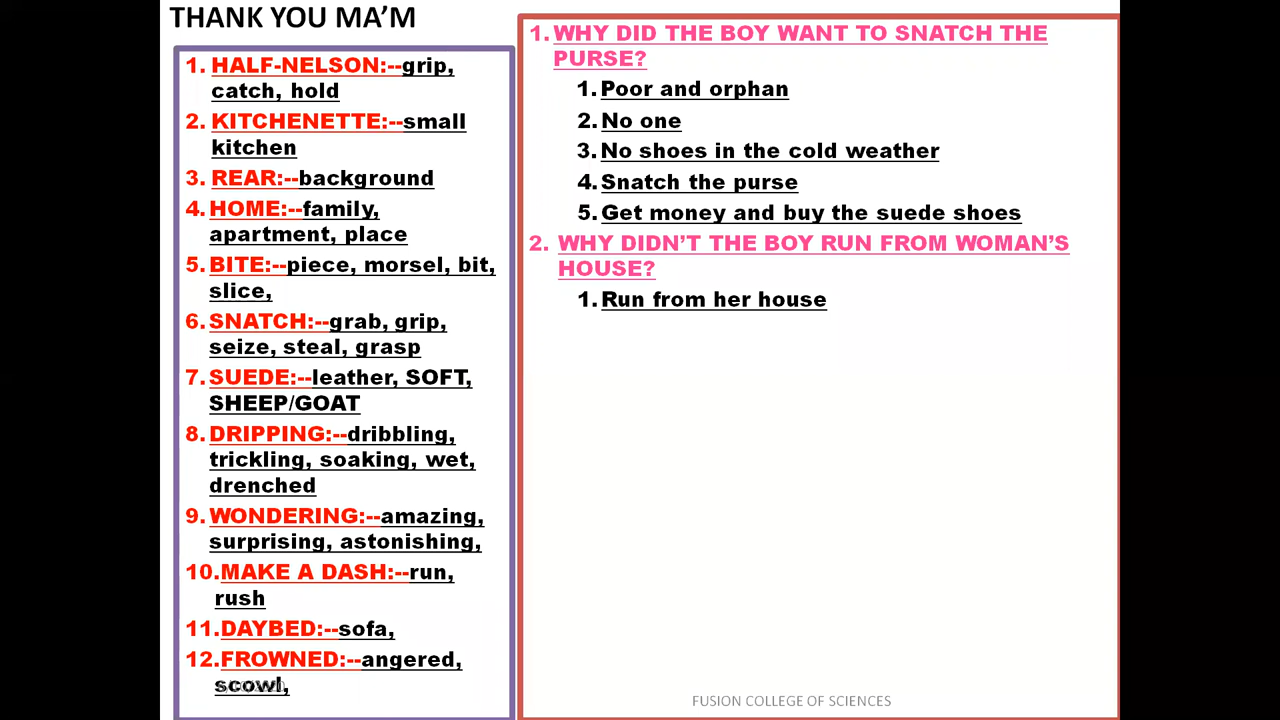 THANK YOU MA’M
1. HALF-NELSON:--grip,
catch, hold
2. KITCHENETTE:--small
kitchen
3. REAR:--background
4. HOME:--family,
apartment, place
5. BITE:--piece, morsel, bit,
slice,
6. SNATCH:--grab, grip,
seize, steal, grasp
7. SUEDE:--leather, SOFT,
SHEEP/GOAT
8. DRIPPING:--dribbling,
trickling, soaking, wet,
drenched
9. WONDERING:--amazing,
surprising, astonishing,
10. MAKE A DASH:--run,
rush
11. DAYBED:--sofa,
12. FROWNED:--angered,
scowl,
1. WHY DID THE BOY WANT TO SNATCH THE
PURSE?
1. Poor and orphan
2. No one
3. No shoes in the cold weather
4. Snatch the purse
5. Get money and buy the suede shoes
2. WHY DIDN’T THE BOY RUN FROM WOMAN’S
HOUSE?
1. Run from her house
FUSION COLLEGE OF SCIENCES